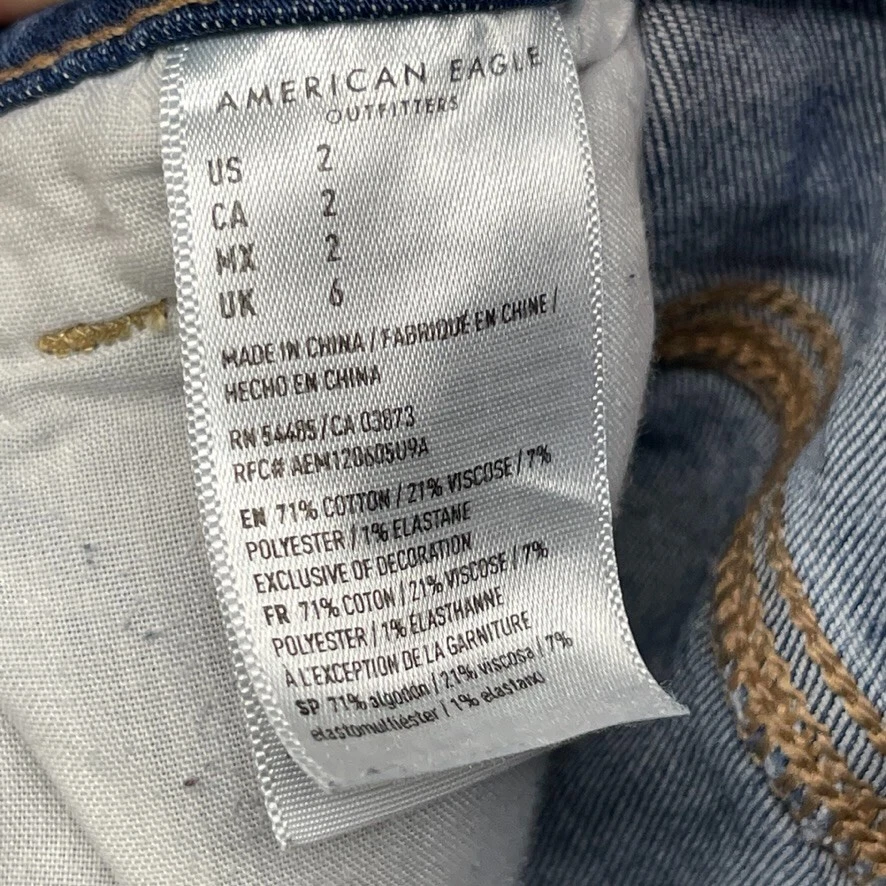 AMERICAN EAGLE
OUTFITTERS
US 2
CA 2
MX 2
UK 6
MADE IN CHINA / FABRIQUÉ EN CHINE /
HECHO EN CHINA
RN 54485/CA 03873
RFC# AEM120605U9A
EN 71% COTTON / 21% VISCOSE / 7%
POLYESTER / 1% ELASTANE
EXCLUSIVE OF DECORATION
FR 71% COTON / 21% VISCOSE / 7%
POLYESTER / 1% ÉLASTHANNE
À L'EXCEPTION DE LA GARNITURE
SP 71% algodón / 21% viscosa / 7%
elastomultiéster / 1% elastano